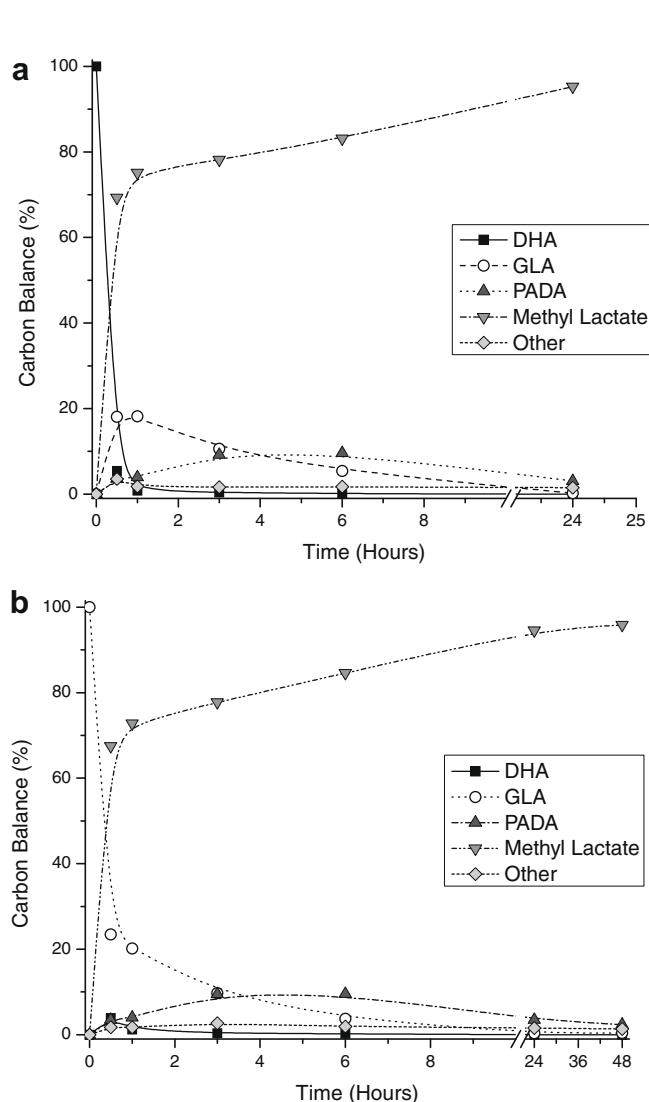 a
100
80
60
40
20
0
Carbon Balance (%)
DHA
GLA
PADA
Methyl Lactate
Other
0 2 4 6 8 24 25
Time (Hours)
b
100
80
60
40
20
0
Carbon Balance (%)
DHA
GLA
PADA
Methyl Lactate
Other
0 2 4 6 8 24 36 48
Time (Hours)